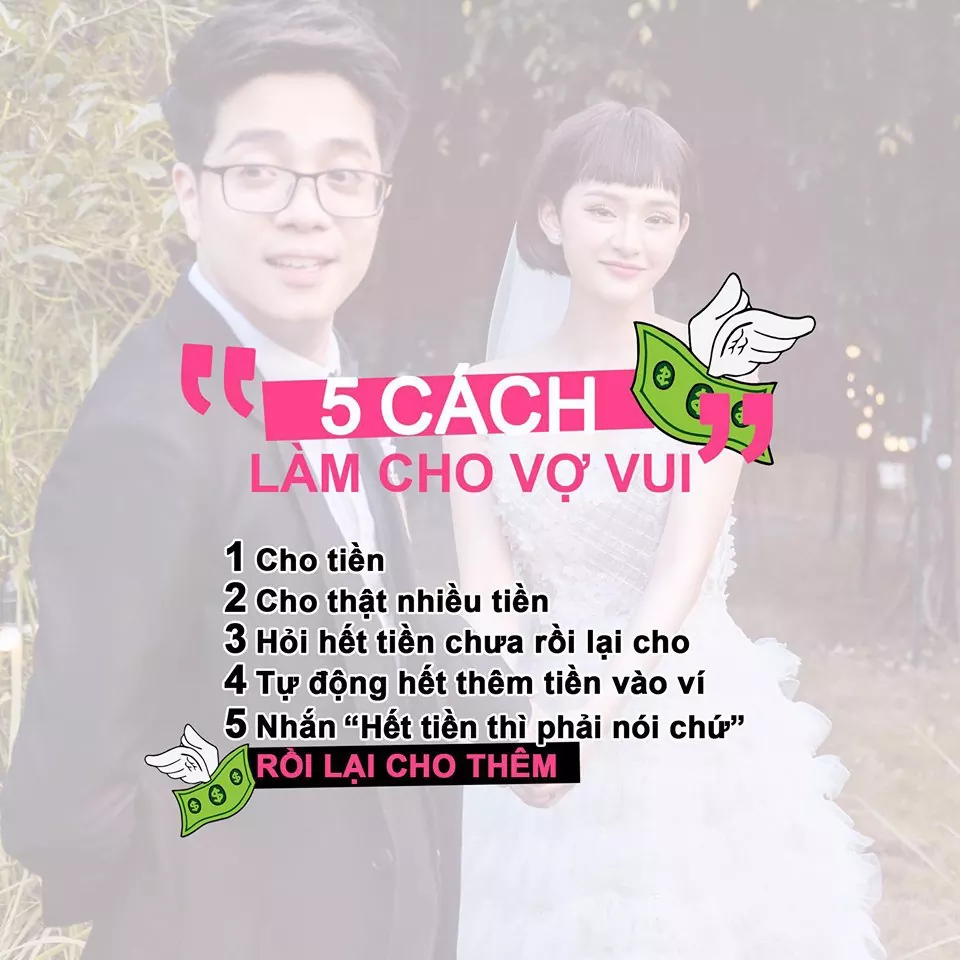 5 CÁCH
LÀM CHO VỢ VUI
1 Cho tiền
2 Cho thật nhiều tiền
3 Hỏi hết tiền chưa rồi lại cho
4 Tự động hết thêm tiền vào ví
5 Nhắn “Hết tiền thì phải nói chứ”
RỒI LẠI CHO THÊM